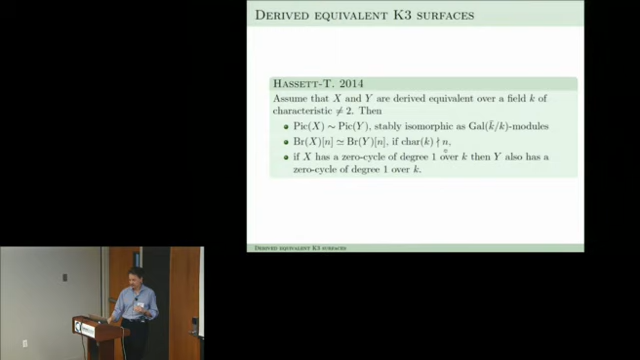 Derived equivalent K3 surfaces
Hassett-T. 2014
Assume that X and Y are derived equivalent over a field k of
characteristic ≠ 2. Then
• Pic(X) ∼ Pic(Y), stably isomorphic as Gal(k̄/k)-modules
• Br(X)[n] ≃ Br(Y)[n], if char(k) ∤ n,
• if X has a zero-cycle of degree 1 over k then Y also has a
zero-cycle of degree 1 over k.
Derived equivalent K3 surfaces